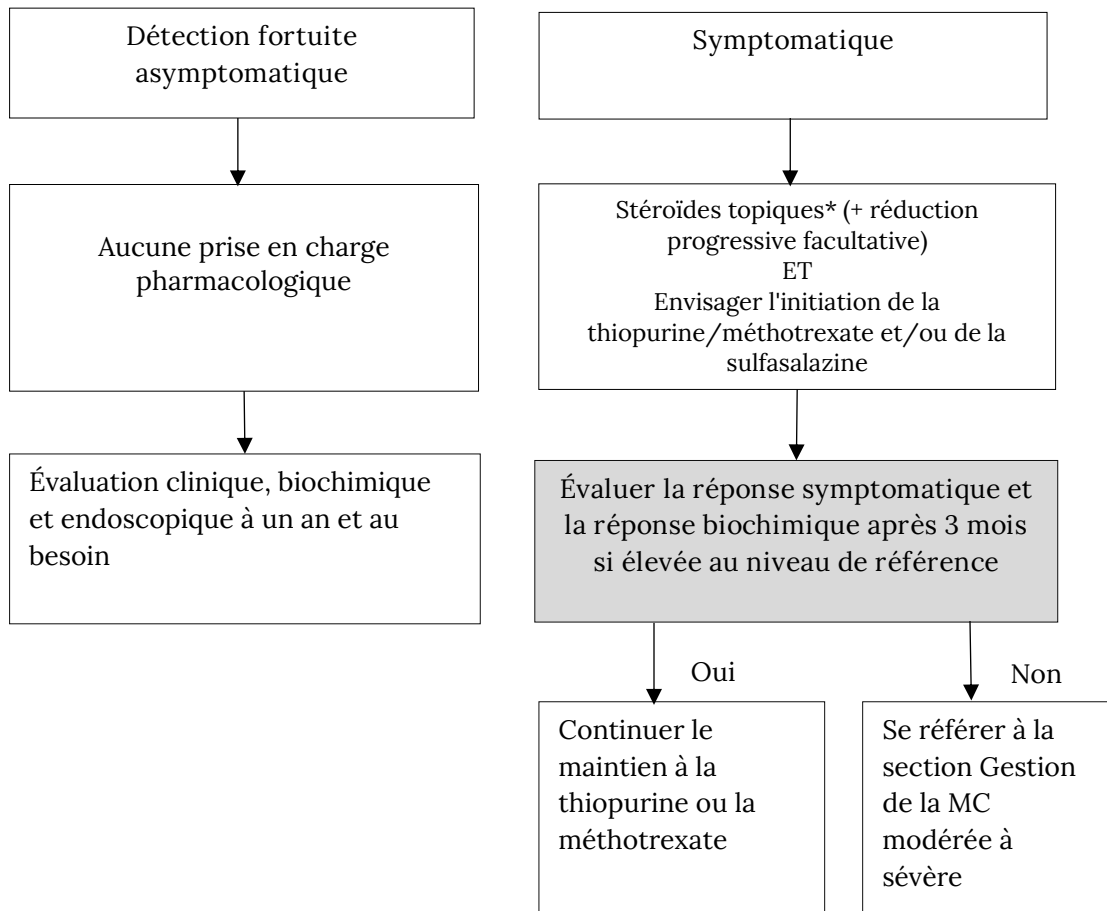 Détection fortuite
asymptomatique
Symptomatique
Aucune prise en charge
pharmacologique
Stéroïdes topiques* (+ réduction
progressive facultative)
ET
Envisager l'initiation de la
thiopurine/méthotrexate et/ou de la
sulfasalazine
Évaluation clinique, biochimique
et endoscopique à un an et au
besoin
Évaluer la réponse symptomatique et
la réponse biochimique après 3 mois
si élevée au niveau de référence
Oui
Non
Continuer le
maintien à la
thiopurine ou la
méthotrexate
Se référer à la
section Gestion
de la MC
modérée à
sévère